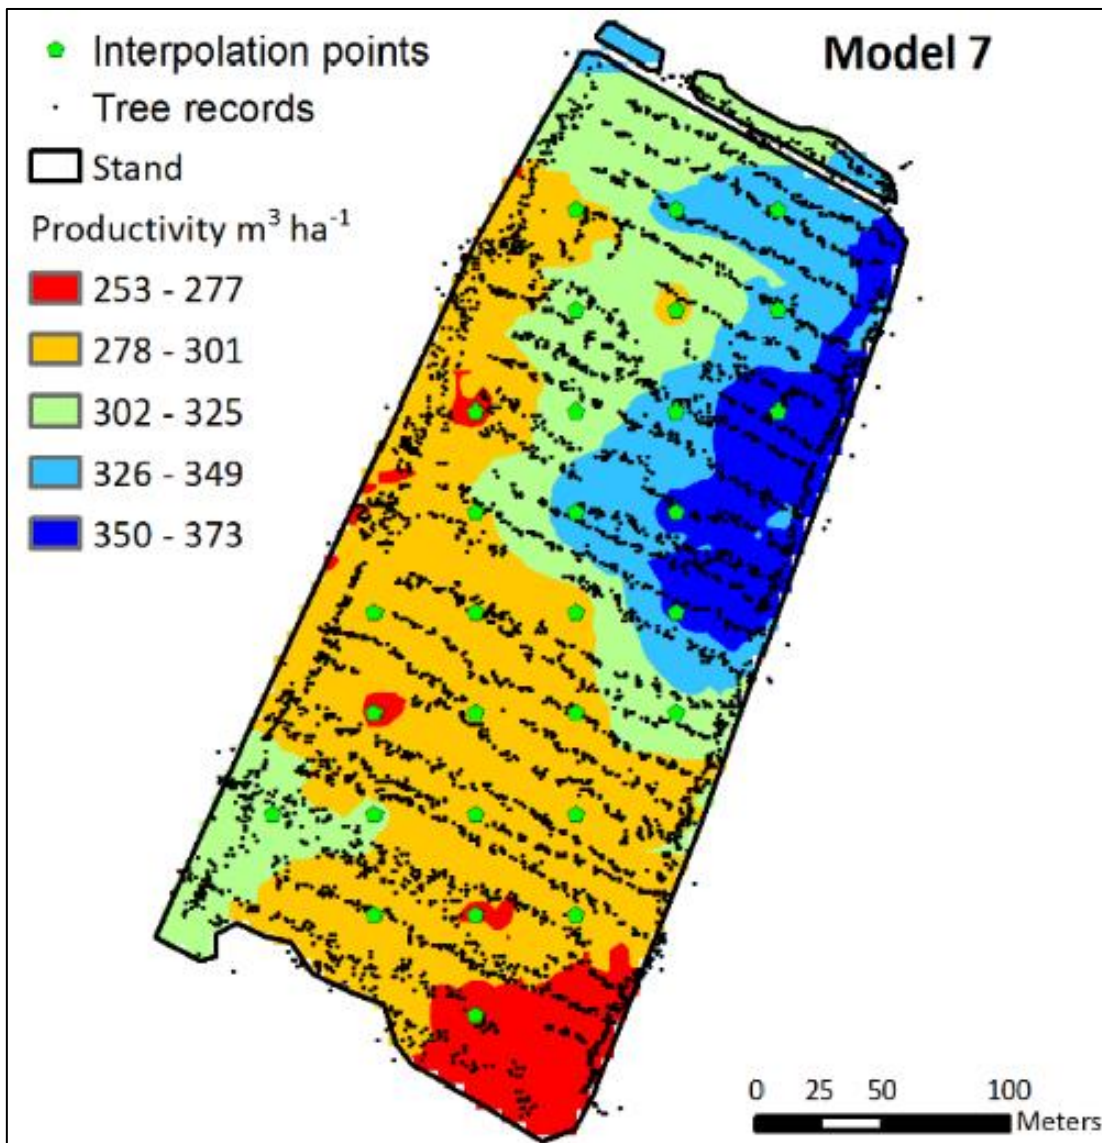 Model 7
Interpolation points
Tree records
Stand
Productivity m³ ha⁻¹
253 - 277
278 - 301
302 - 325
326 - 349
350 - 373
0 25 50 100
Meters